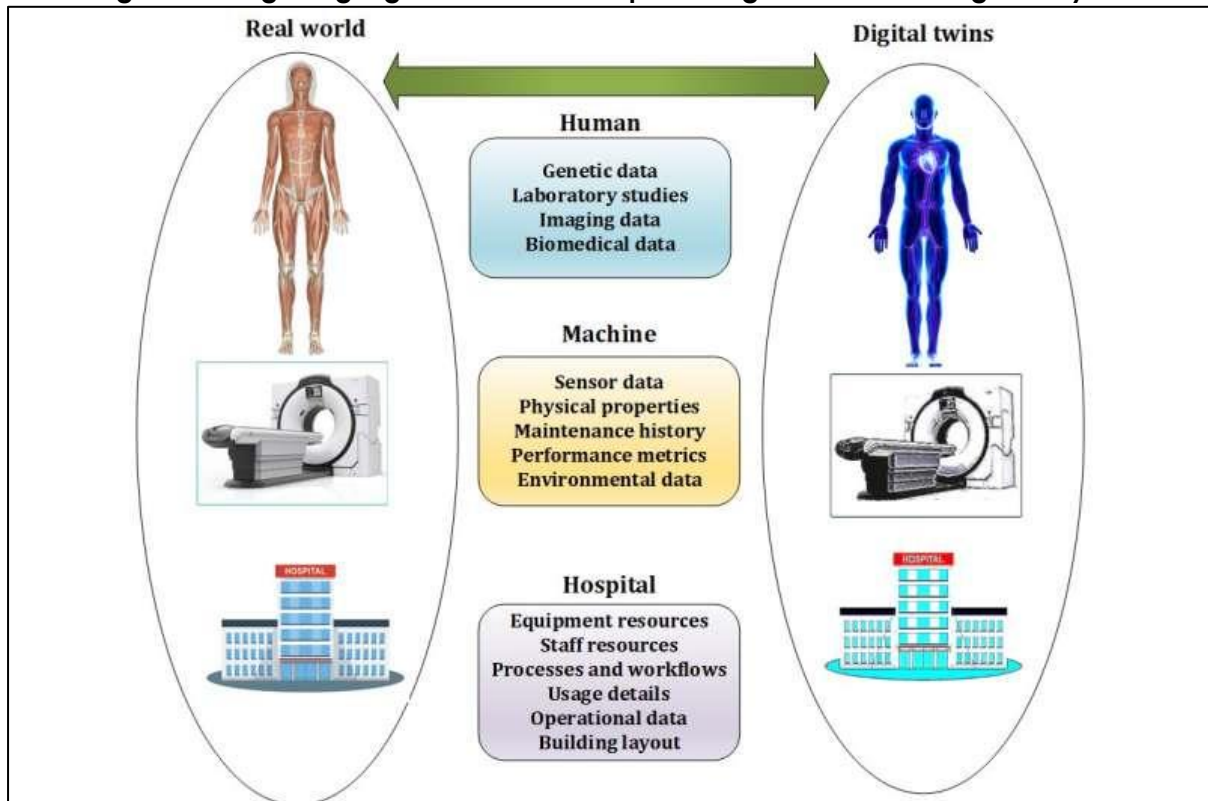 Real world
Digital twins
Human
Genetic data
Laboratory studies
Imaging data
Biomedical data
Machine
Sensor data
Physical properties
Maintenance history
Performance metrics
Environmental data
HOSPITAL
HOSPITAL
Hospital
Equipment resources
Staff resources
Processes and workflows
Usage details
Operational data
Building layout